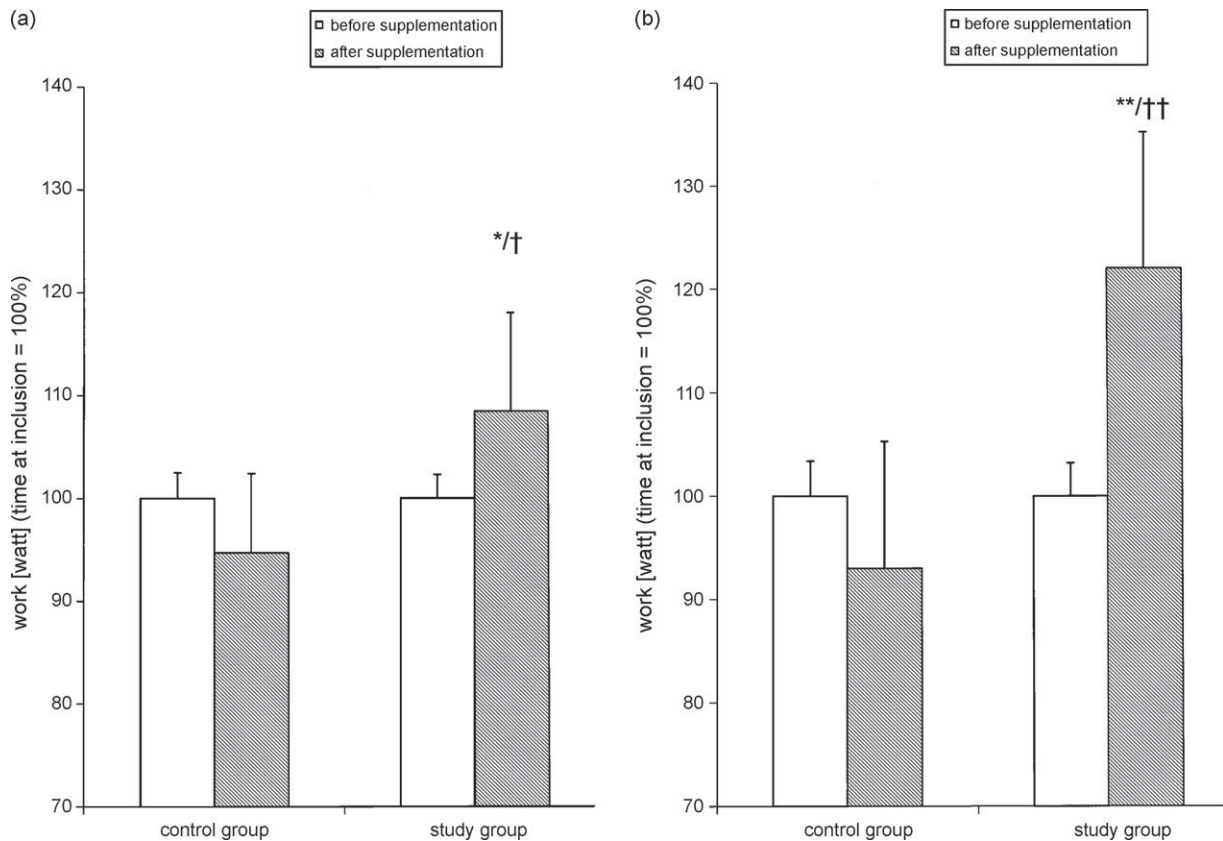 (a)
before supplementation
after supplementation
140
130
120
110
100
90
80
70
work [watt] (time at inclusion = 100%)
*/†
control group
study group
(b)
before supplementation
after supplementation
140
130
120
110
100
90
80
70
work [watt] (time at inclusion = 100%)
**/††
control group
study group